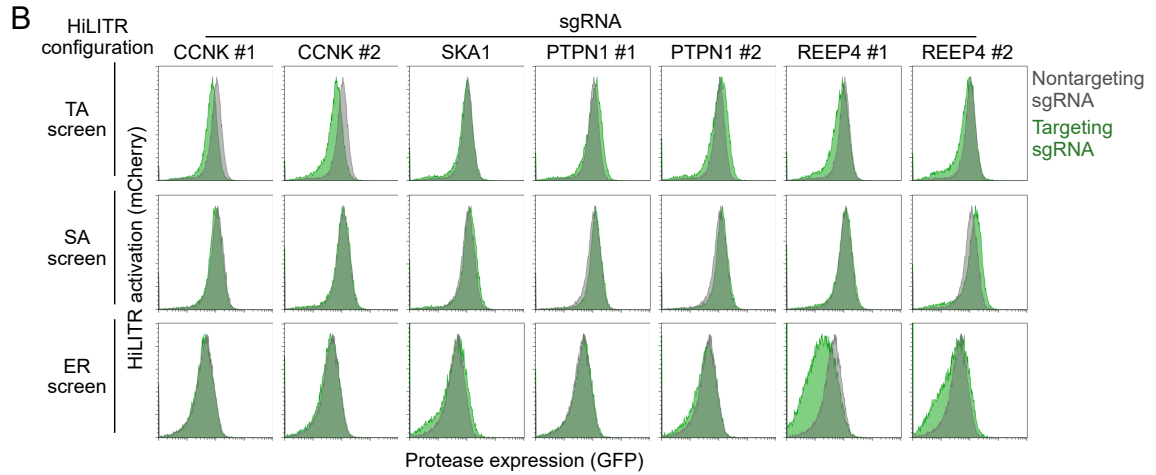 B
HiLITR
configuration
sgRNA
CCNK #1
CCNK #2
SKA1
PTPN1 #1
PTPN1 #2
REEP4 #1
REEP4 #2
TA
screen
SA
screen
ER
screen
HiLITR activation (mCherry)
Nontargeting
sgRNA
Targeting
sgRNA
Protease expression (GFP)